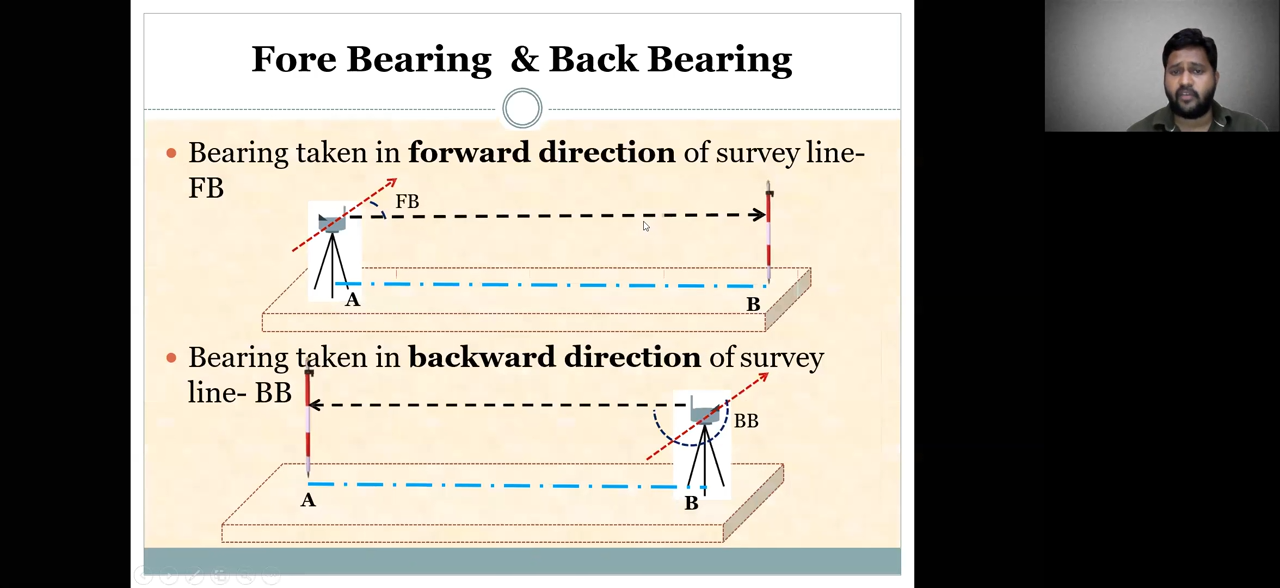 Fore Bearing & Back Bearing
• Bearing taken in forward direction of survey line-
FB
FB
A
B
• Bearing taken in backward direction of survey
line- BB
BB
A
B